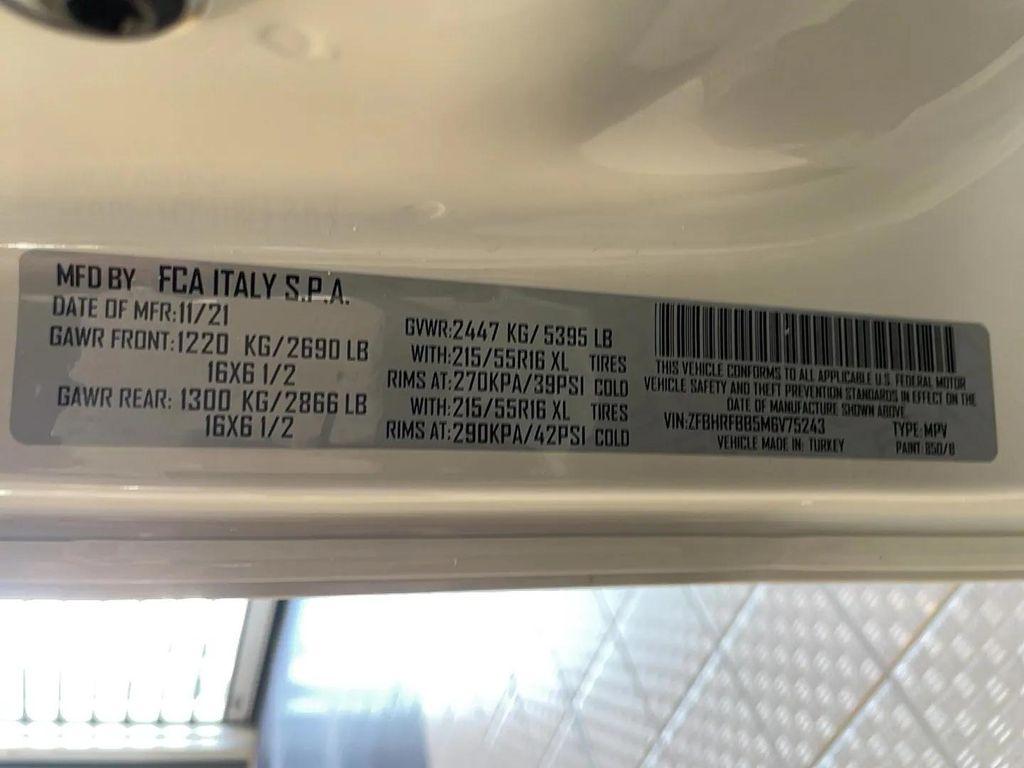 MFD BY FCA ITALY S.P.A.
DATE OF MFR:11/21
GAWR FRONT:1220 KG/2690 LB
16X6 1/2
GAWR REAR: 1300 KG/2866 LB
16X6 1/2
GVWR:2447 KG/5395 LB
WITH:215/55R16 XL TIRES
RIMS AT:270KPA/39PSI COLD
WITH:215/55R16 XL TIRES
RIMS AT:290KPA/42PSI COLD
THIS VEHICLE CONFORMS TO ALL APPLICABLE U.S. FEDERAL MOTOR
VEHICLE SAFETY AND THEFT PREVENTION STANDARDS IN EFFECT ON THE
DATE OF MANUFACTURE SHOWN ABOVE.
VIN:ZFBHRFBB5M6V75243 TYPE: MPV
VEHICLE MADE IN: TURKEY PAINT: 850/B